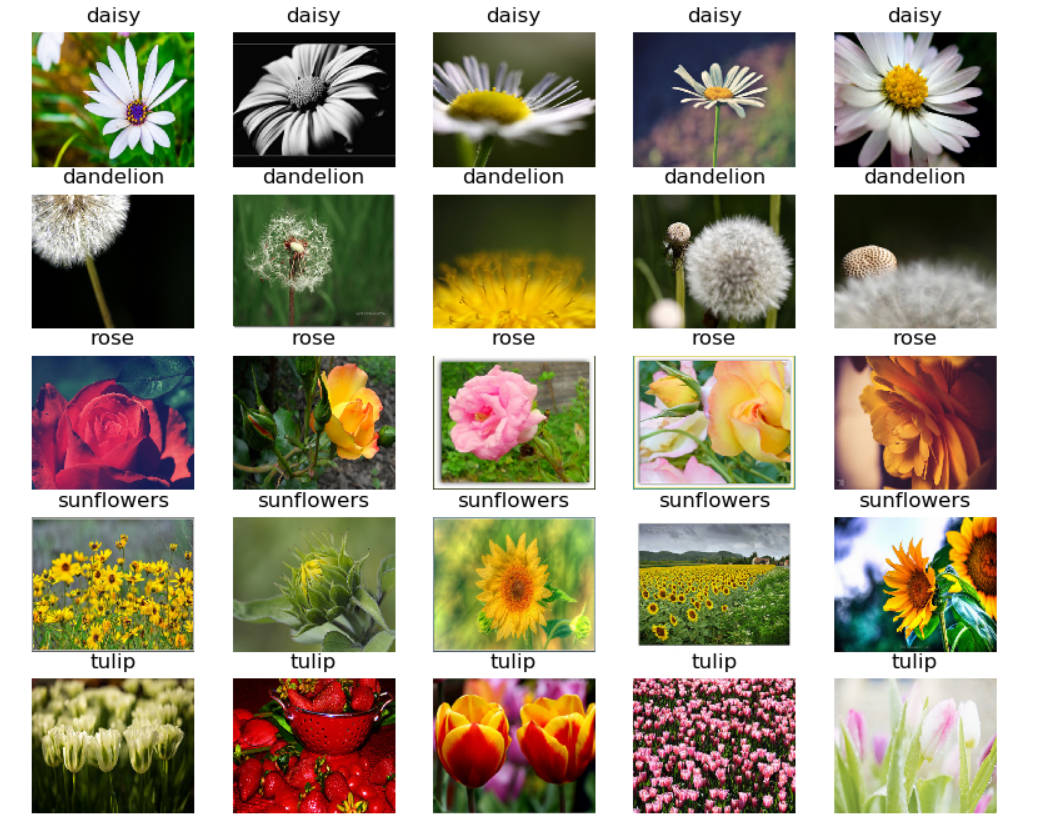 daisy daisy daisy daisy daisy
dandelion dandelion dandelion dandelion dandelion
rose rose rose rose rose
sunflowers sunflowers sunflowers sunflowers sunflowers
tulip tulip tulip tulip tulip